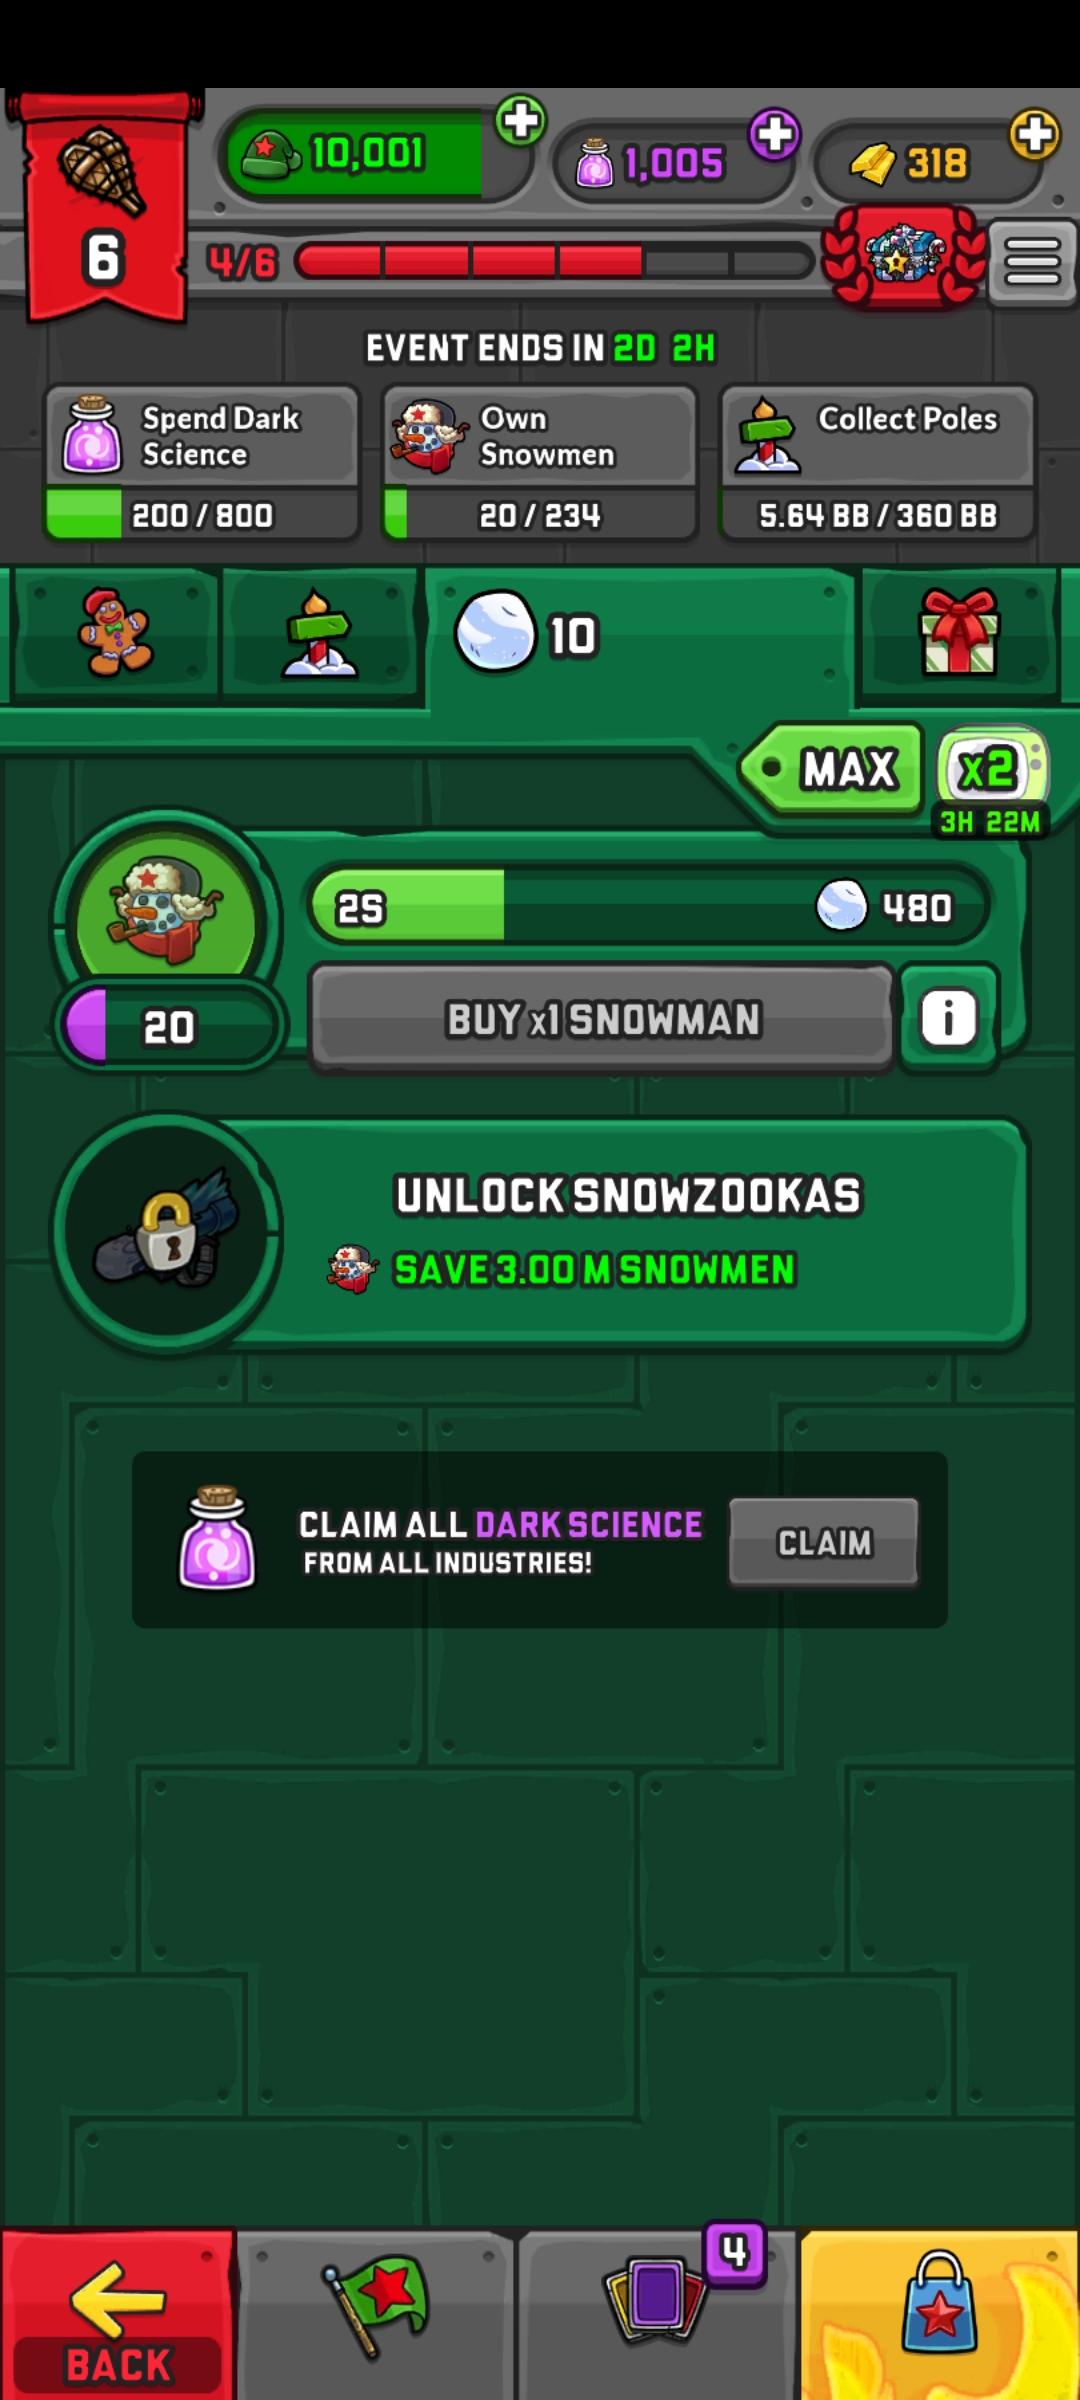 10,001
1,005
318
6
4/6
EVENT ENDS IN 2D 2H
Spend Dark
Science
200 / 800
Own
Snowmen
20 / 234
Collect Poles
5.64 BB / 360 BB
10
MAX
x2
3H 22M
2S
480
20
BUY x1 SNOWMAN
i
UNLOCK SNOWZOOKAS
SAVE 3.00 M SNOWMEN
CLAIM ALL DARK SCIENCE
FROM ALL INDUSTRIES!
CLAIM
4
BACK